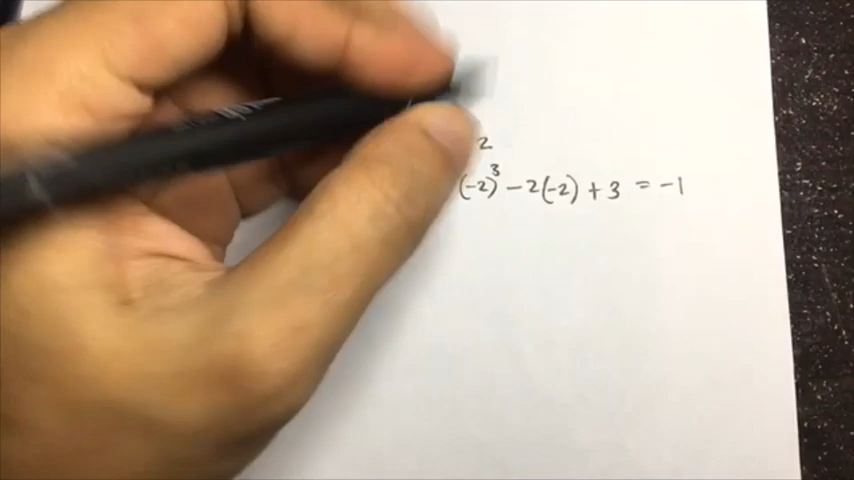 2
(-2)³ - 2(-2) + 3 = -1